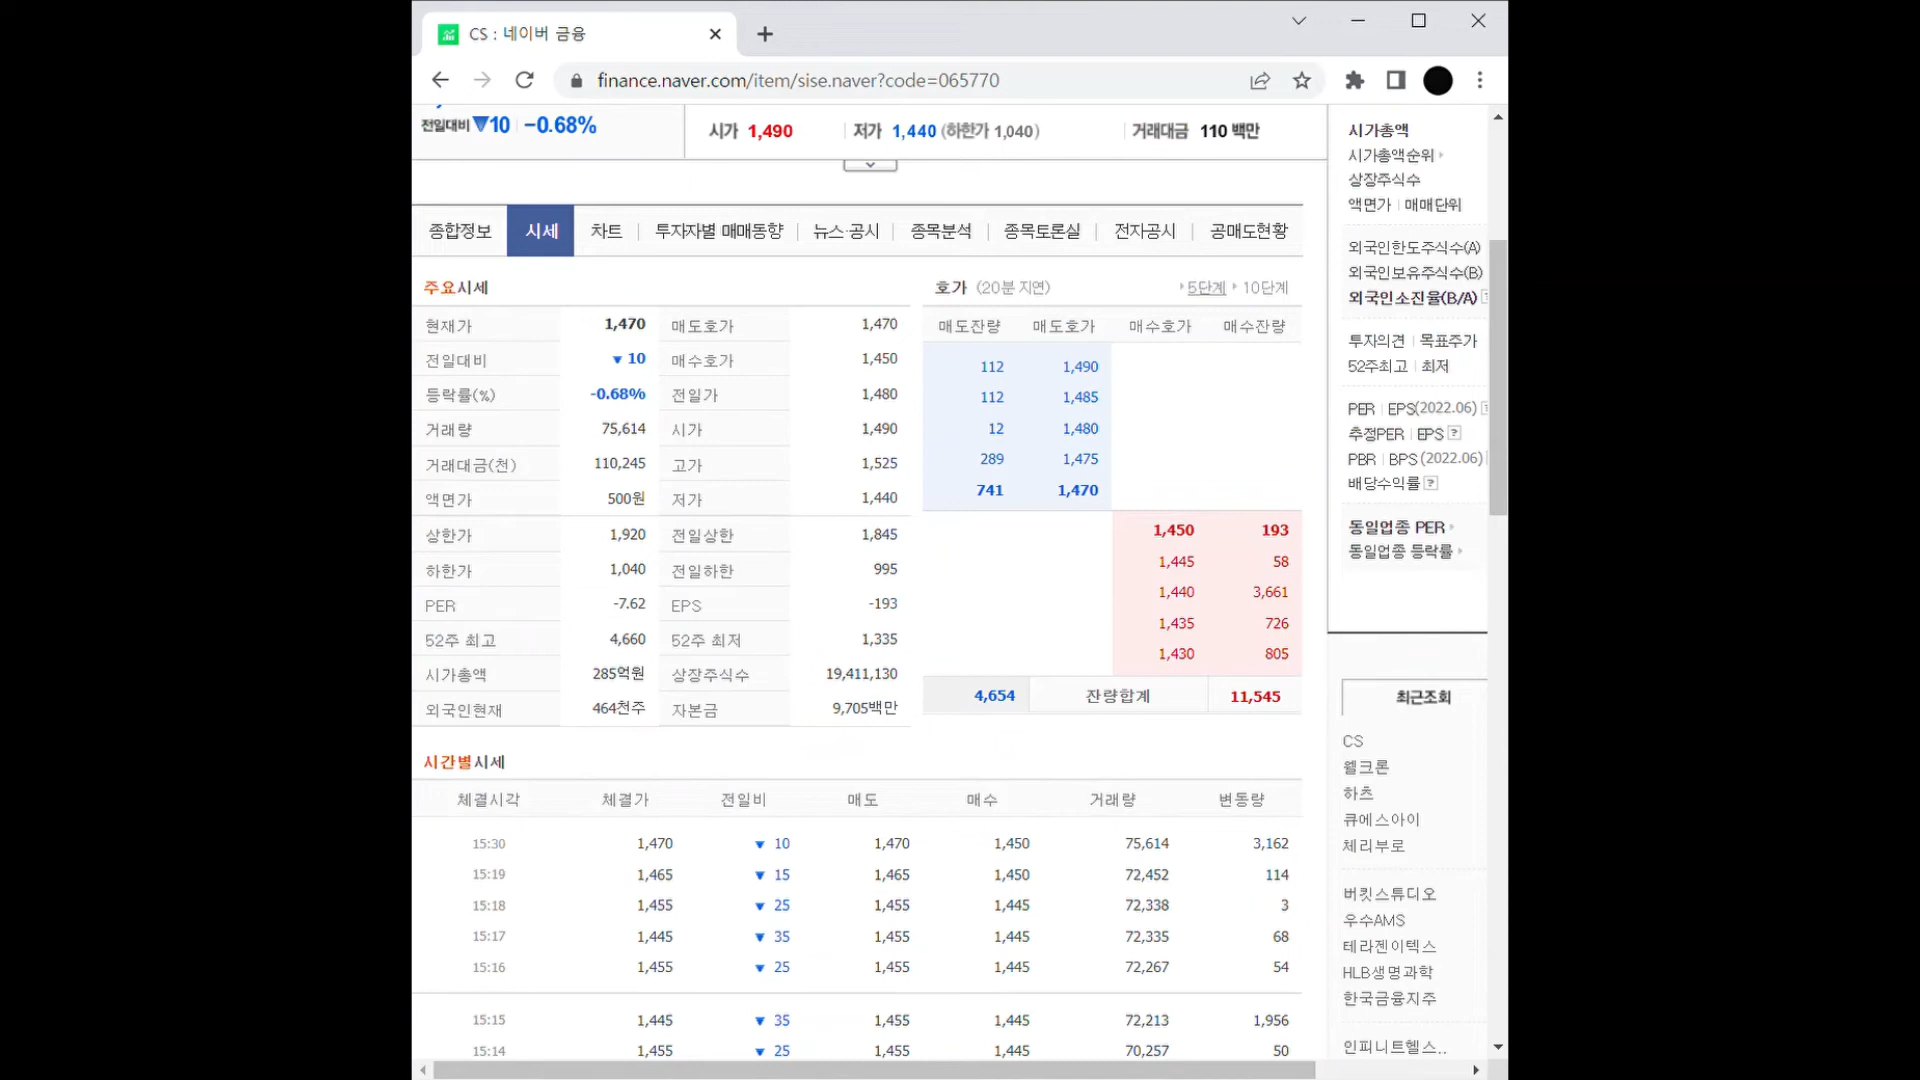 CS : 네이버 금융
finance.naver.com/item/sise.naver?code=065770
전일대비 ▼10 -0.68%
시가 1,490 저가 1,440 (하한가 1,040) 거래대금 110 백만
종합정보 시세 차트 투자자별 매매동향 뉴스·공시 종목분석 종목토론실 전자공시 공매도현황
주요시세
현재가 1,470 매도호가 1,470
전일대비 ▼ 10 매수호가 1,450
등락률(%) -0.68% 전일가 1,480
거래량 75,614 시가 1,490
거래대금(천) 110,245 고가 1,525
액면가 500원 저가 1,440
상한가 1,920 전일상한 1,845
하한가 1,040 전일하한 995
PER -7.62 EPS -193
52주 최고 4,660 52주 최저 1,335
시가총액 285억원 상장주식수 19,411,130
외국인현재 464천주 자본금 9,705백만
호가 (20분 지연) 5단계 10단계
매도잔량 매도호가 매수호가 매수잔량
112 1,490
112 1,485
12 1,480
289 1,475
741 1,470
1,450 193
1,445 58
1,440 3,661
1,435 726
1,430 805
4,654 잔량합계 11,545
시간별시세
체결시각 체결가 전일비 매도 매수 거래량 변동량
15:30 1,470 ▼ 10 1,470 1,450 75,614 3,162
15:19 1,465 ▼ 15 1,465 1,450 72,452 114
15:18 1,455 ▼ 25 1,455 1,445 72,338 3
15:17 1,445 ▼ 35 1,455 1,445 72,335 68
15:16 1,455 ▼ 25 1,455 1,445 72,267 54
15:15 1,445 ▼ 35 1,455 1,445 72,213 1,956
15:14 1,455 ▼ 25 1,455 1,445 70,257 50
시가총액
시가총액순위
상장주식수
액면가 매매단위
외국인한도주식수(A)
외국인보유주식수(B)
외국인소진율(B/A)
투자의견 목표주가
52주최고 최저
PER EPS(2022.06)
추정PER EPS ?
PBR BPS (2022.06)
배당수익률 ?
동일업종 PER
동일업종 등락률
최근조회
CS
웰크론
하츠
큐에스아이
체리부로
버킷스튜디오
우수AMS
테라젠이텍스
HLB생명과학
한국금융지주
인피니트헬스..